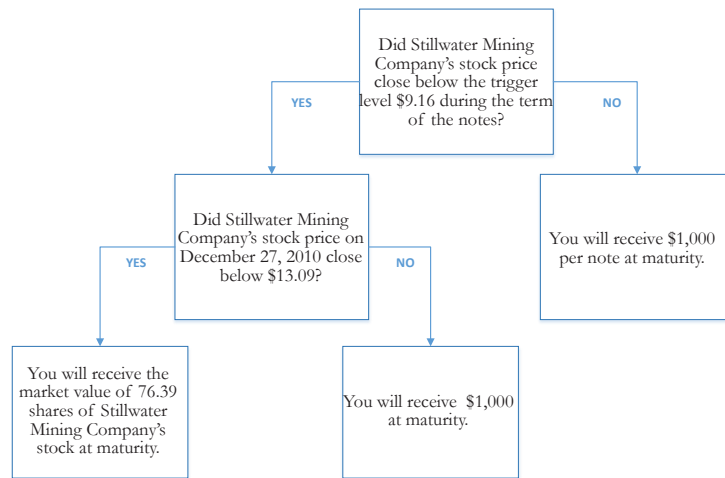 Did Stillwater Mining
Company's stock price
close below the trigger
level $9.16 during the term
of the notes?
YES
NO
Did Stillwater Mining
Company's stock price on
December 27, 2010 close
below $13.09?
You will receive $1,000
per note at maturity.
YES
NO
You will receive the
market value of 76.39
shares of Stillwater
Mining Company's
stock at maturity.
You will receive $1,000
at maturity.